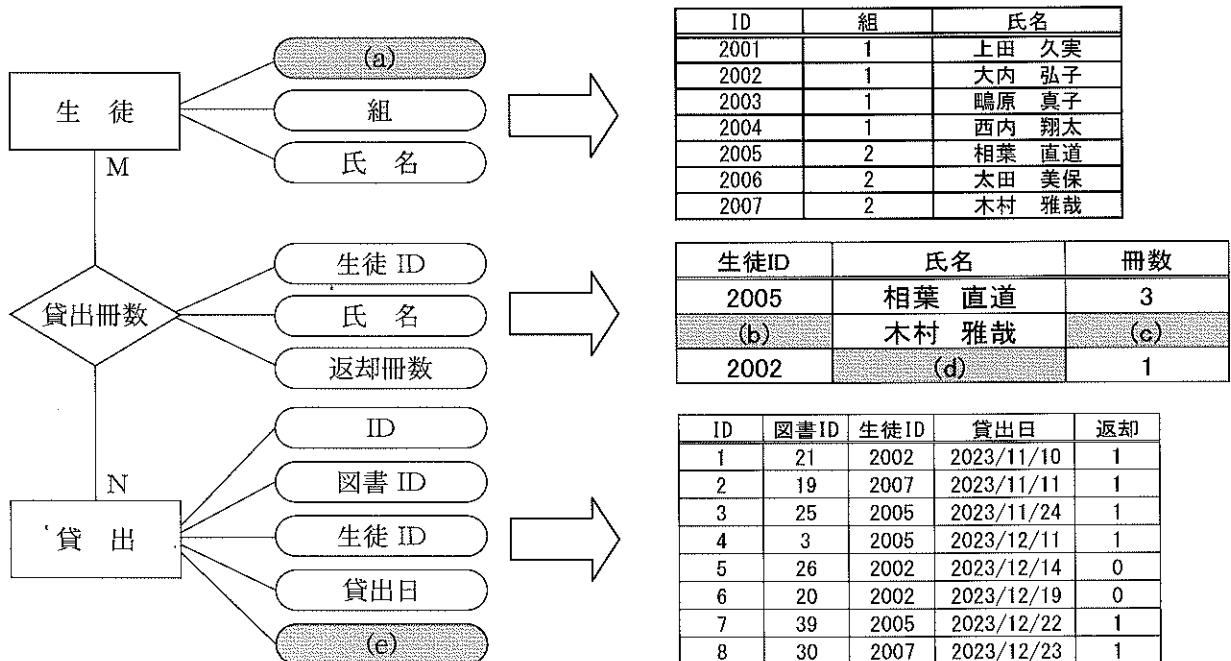 (a)
生 徒
組
氏 名
M
生徒 ID
貸出冊数
氏 名
返却冊数
N
ID
図書 ID
貸 出
生徒 ID
貸出日
(e)
ID 組 氏名
2001 1 上田 久実
2002 1 大内 弘子
2003 1 鴫原 真子
2004 1 西内 翔太
2005 2 相葉 直道
2006 2 太田 美保
2007 2 木村 雅哉
生徒ID 氏名 冊数
2005 相葉 直道 3
(b) 木村 雅哉 (c)
2002 (d) 1
ID 図書ID 生徒ID 貸出日 返却
1 21 2002 2023/11/10 1
2 19 2007 2023/11/11 1
3 25 2005 2023/11/24 1
4 3 2005 2023/12/11 1
5 26 2002 2023/12/14 0
6 20 2002 2023/12/19 0
7 39 2005 2023/12/22 1
8 30 2007 2023/12/23 1